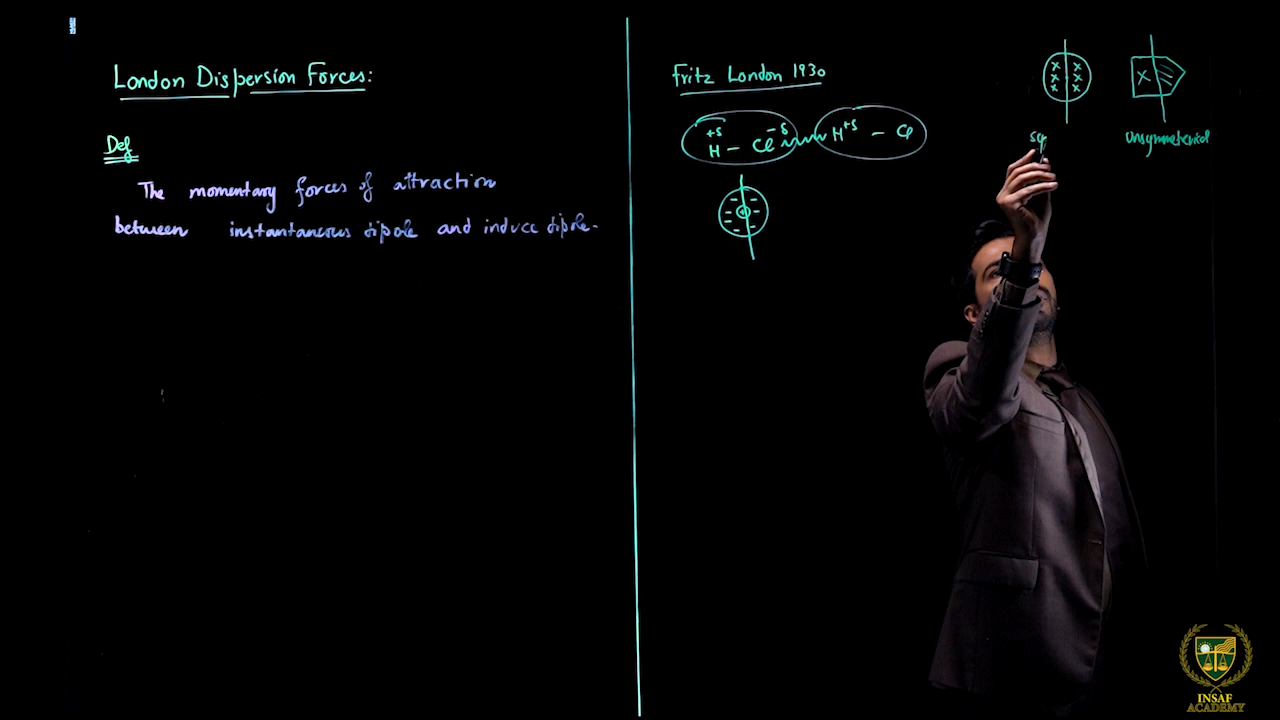 London Dispersion Forces:
Def
The momentary forces of attraction
between instantaneous dipole and induce dipole.
Fritz London 1930
+δ -δ H+δ - Cl
H - Cl
x x
x x
x x
x
unsymmeterical
INSAF
ACADEMY